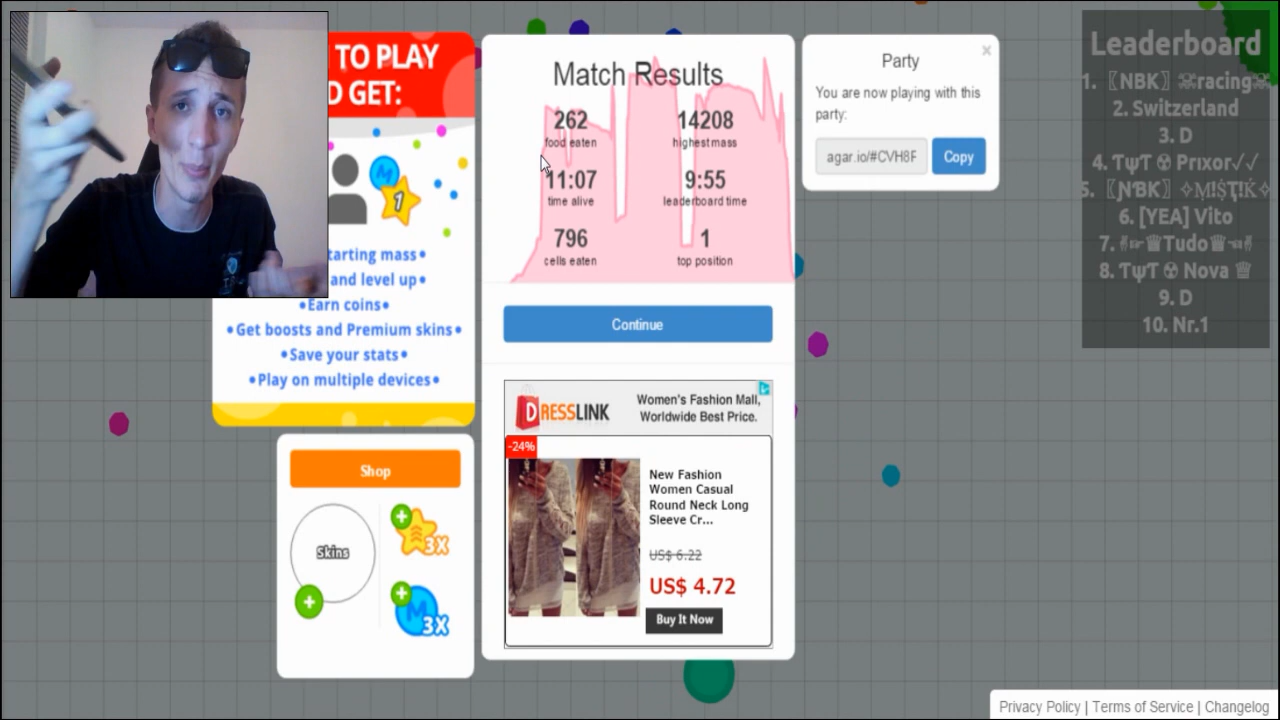 TO PLAY
D GET:
1
tarting mass•
and level up•
•Earn coins•
•Get boosts and Premium skins•
•Save your stats•
•Play on multiple devices•
Shop
Skins
3X
M 3X
Match Results
262
food eaten
14208
highest mass
11:07
time alive
9:55
leaderboard time
796
cells eaten
1
top position
Continue
DRESSLINK
Women's Fashion Mall,
Worldwide Best Price.
-24%
New Fashion
Women Casual
Round Neck Long
Sleeve Cr...
US$ 6.22
US$ 4.72
Buy It Now
Party
×
You are now playing with this
party:
agar.io/#CVH8F
Copy
Leaderboard
1. 〖NBK〗☠racing☠
2. Switzerland
3. D
4. ƬψƬ ☢ Prɪxor✓✓
5.
6. [YEA] Vito
7. ✌☞♕Tudo♕☜✌
8. ƬψƬ ☢ Nova ♕
9. D
10. Nr.1
Privacy Policy | Terms of Service | Changelog